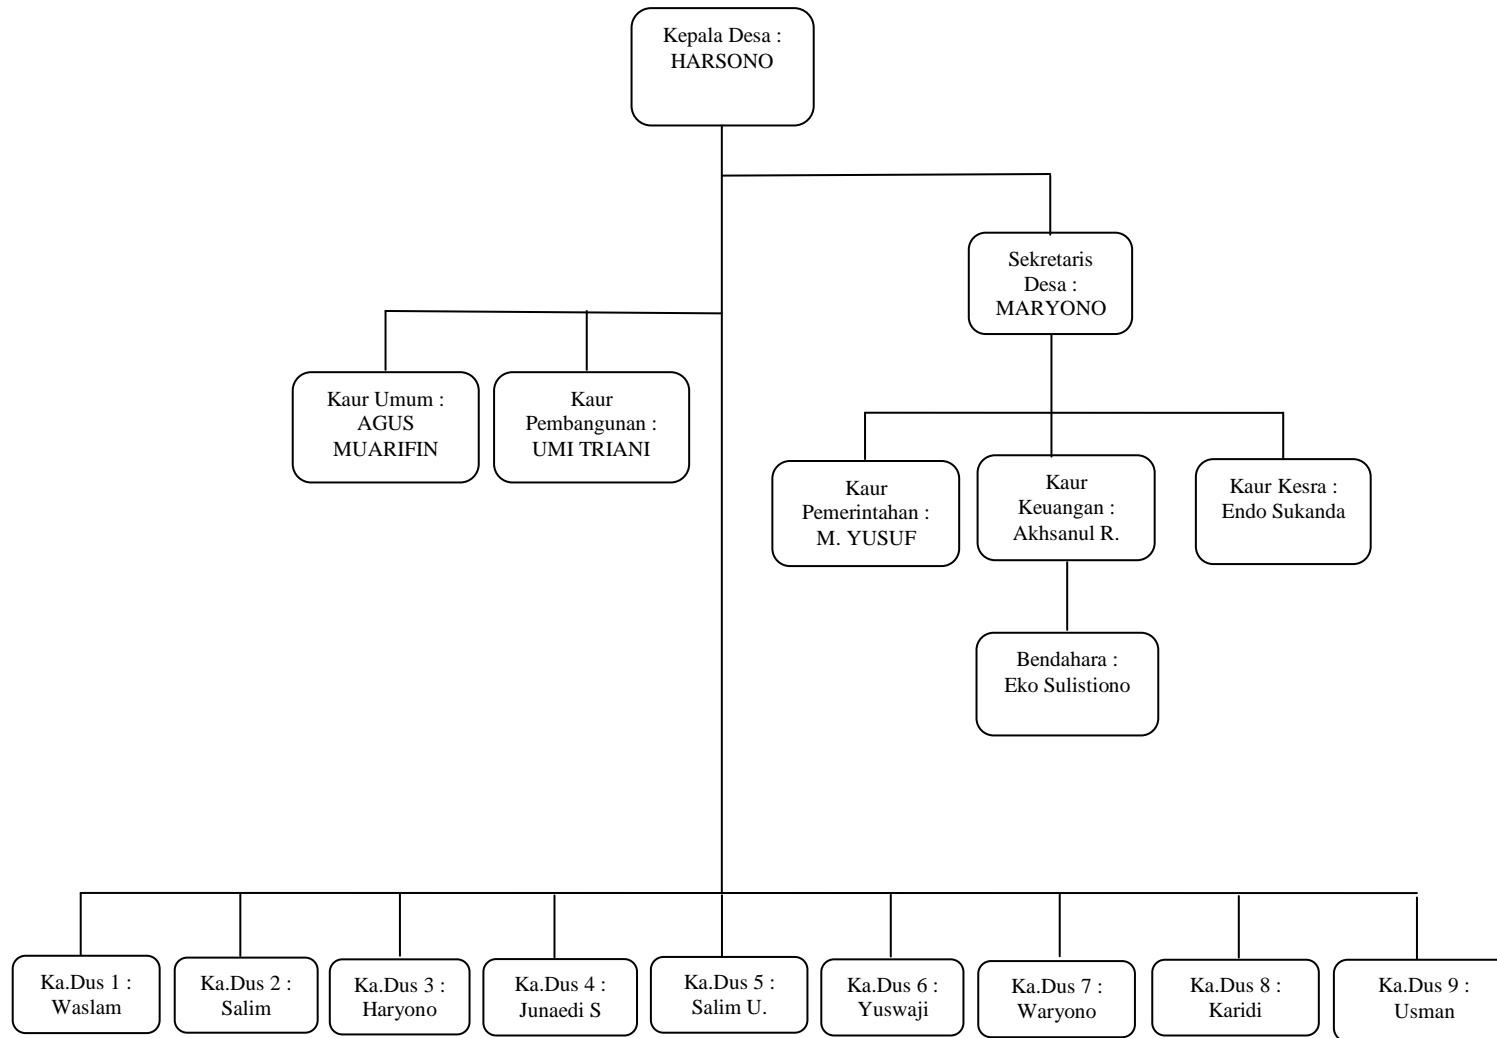 Kepala Desa :
HARSONO
Sekretaris
Desa :
MARYONO
Kaur Umum :
AGUS
MUARIFIN
Kaur
Pembangunan :
UMI TRIANI
Kaur
Pemerintahan :
M. YUSUF
Kaur
Keuangan :
Akhsanul R.
Kaur Kesra :
Endo Sukanda
Bendahara :
Eko Sulistiono
Ka.Dus 1 :
Waslam
Ka.Dus 2 :
Salim
Ka.Dus 3 :
Haryono
Ka.Dus 4 :
Junaedi S
Ka.Dus 5 :
Salim U.
Ka.Dus 6 :
Yuswaji
Ka.Dus 7 :
Waryono
Ka.Dus 8 :
Karidi
Ka.Dus 9 :
Usman